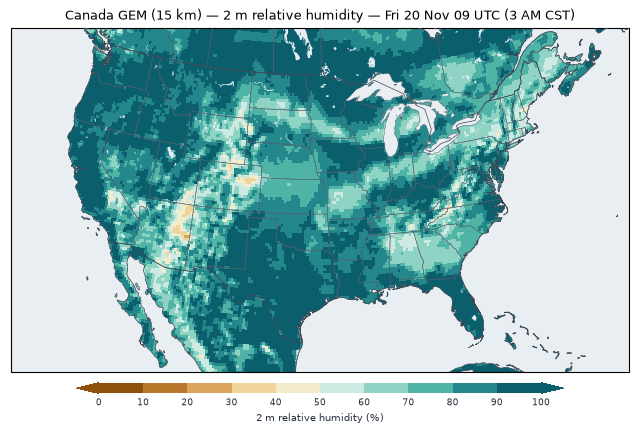 Canada GEM (15 km) — 2 m relative humidity — Fri 20 Nov 09 UTC (3 AM CST)
0 10 20 30 40 50 60 70 80 90 100
2 m relative humidity (%)